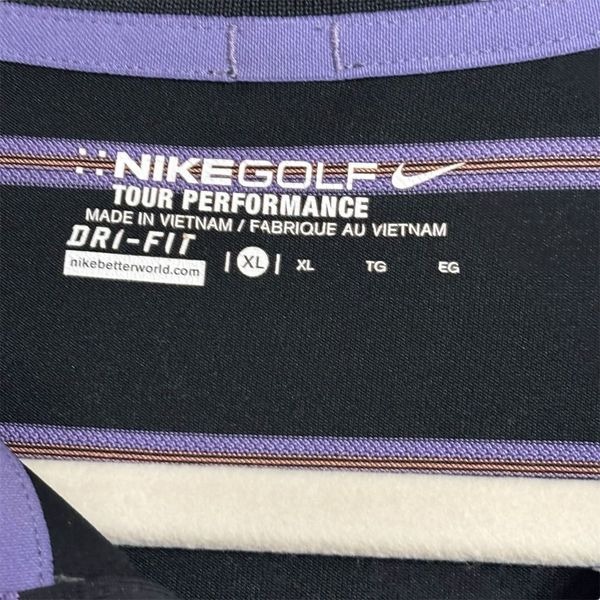 NIKEGOLF
TOUR PERFORMANCE
MADE IN VIETNAM / FABRIQUE AU VIETNAM
DRI-FIT
nikebetterworld.com | XL | XL TG EG